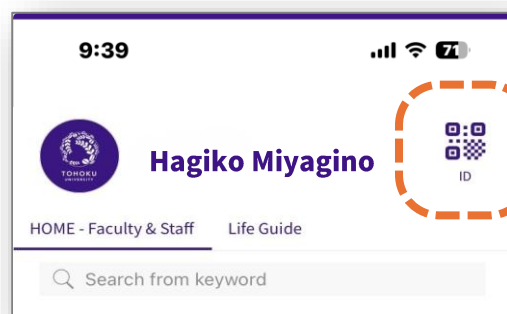 9:39
71
TOHOKU
UNIVERSITY
Hagiko Miyagino
ID
HOME - Faculty & Staff
Life Guide
Search from keyword